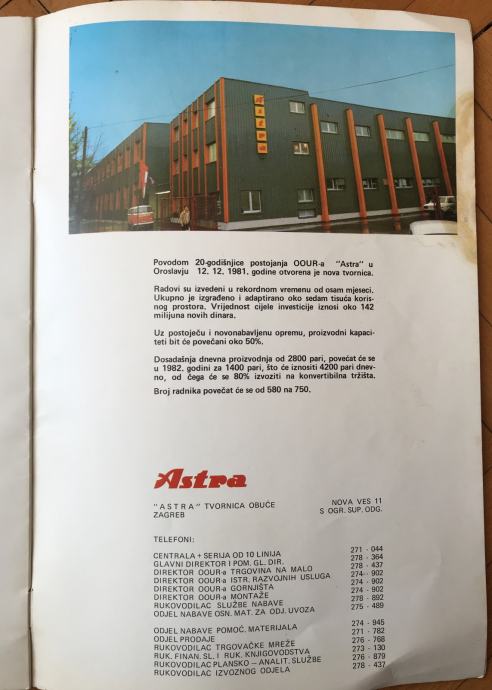 Astra
Povodom 20-godišnjice postojanja OOUR-a "Astra" u
Oroslavju 12. 12. 1981. godine otvorena je nova tvornica.
Radovi su izvedeni u rekordnom vremenu od osam mjeseci.
Ukupno je izgrađeno i adaptirano oko sedam tisuća koris-
nog prostora. Vrijednost cijele investicije iznosi oko 142
milijuna novih dinara.
Uz postojeću i novonabavljenu opremu, proizvodni kapaci-
teti bit će povećani oko 50%.
Dosadašnja dnevna proizvodnja od 2800 pari, povećat će se
u 1982. godini za 1400 pari, što će iznositi 4200 pari dnev-
no, od čega će se 80% izvoziti na konvertibilna tržišta.
Broj radnika povećat će se od 580 na 750.
Astra
"ASTRA" TVORNICA OBUĆE NOVA VES 11
ZAGREB S OGR. SUP. ODG.
TELEFONI:
CENTRALA + SERIJA OD 10 LINIJA 271 - 044
GLAVNI DIREKTOR I POM. GL. DIR. 278 - 364
DIREKTOR OOUR-a TRGOVINA NA MALO 278 - 437
DIREKTOR OOUR-a ISTR. RAZVOJNIH USLUGA 274 - 902
DIREKTOR OOUR-a GORNJIŠTA 274 - 902
DIREKTOR OOUR-a MONTAŽE 274 - 902
RUKOVODILAC SLUŽBE NABAVE 278 - 892
ODJEL NABAVE OSN. MAT. ZA ODJ. UVOZA 275 - 489
ODJEL NABAVE POMOĆ. MATERIJALA 274 - 945
ODJEL PRODAJE 271 - 782
RUKOVODILAC TRGOVAČKE MREŽE 276 - 768
RUK. FINAN. SL. I RUK. KNJIGOVODSTVA 273 - 130
RUKOVODILAC PLANSKO – ANALIT. SLUŽBE 276 - 879
RUKOVODILAC IZVOZNOG ODJELA 278 - 437